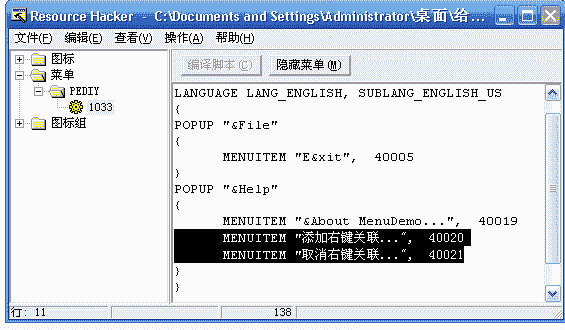 Resource Hacker - C:\Documents and Settings\Administrator\桌面\给...
文件(F) 编辑(E) 查看(V) 操作(A) 帮助(H)
图标
菜单
PEDIY
1033
图标组
编译脚本(C) 隐藏菜单(M)
LANGUAGE LANG_ENGLISH, SUBLANG_ENGLISH_US
{
POPUP "&File"
{
MENUITEM "E&xit", 40005
}
POPUP "&Help"
{
MENUITEM "&About MenuDemo...", 40019
MENUITEM "添加右键关联...", 40020
MENUITEM "取消右键关联...", 40021
}
}
行: 11 138